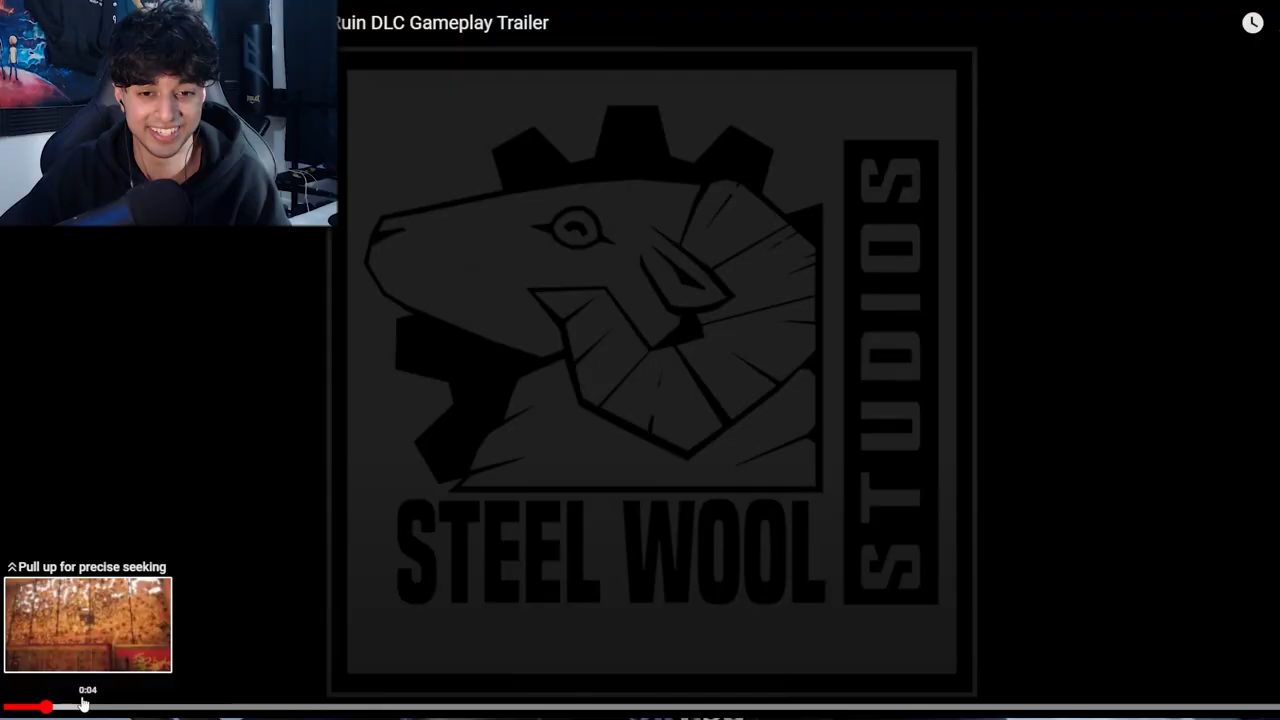 Ruin DLC Gameplay Trailer
STUDIOS
STEEL WOOL
Pull up for precise seeking
0:04